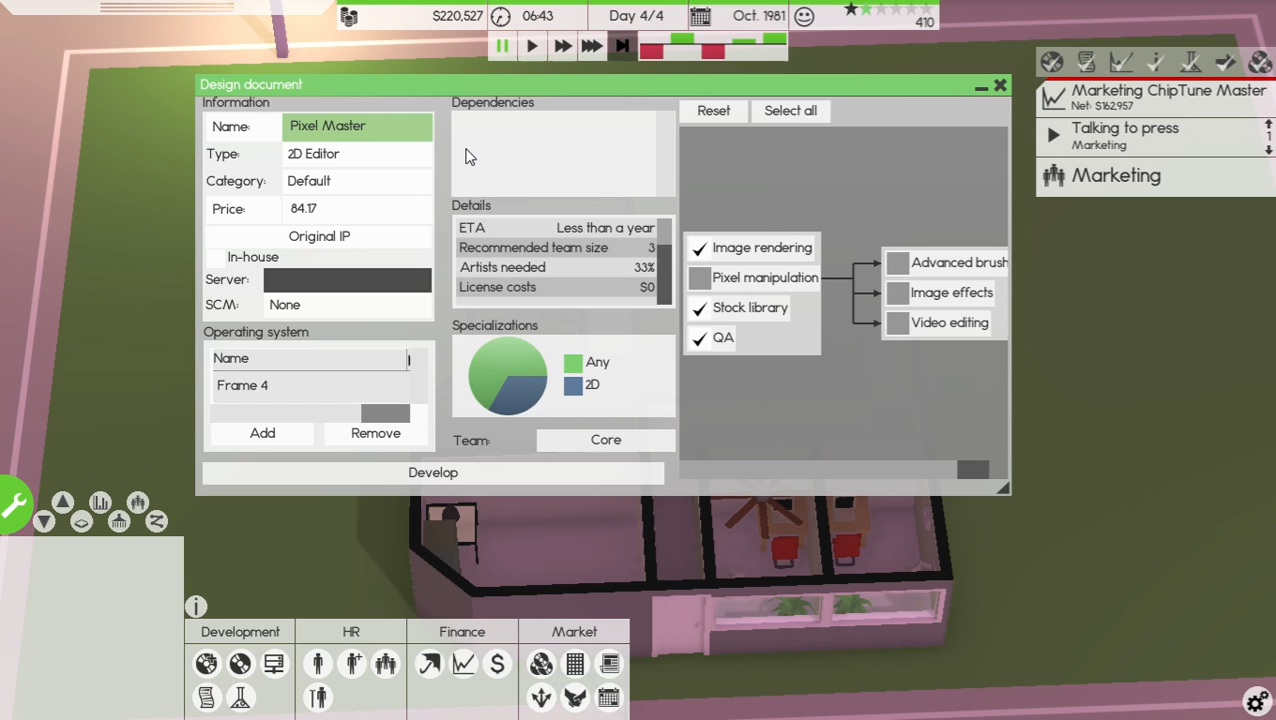 $220,527
06:43
Day 4/4
Oct. 1981
410
Design document
Information
Name: Pixel Master
Type: 2D Editor
Category: Default
Price: 84.17
Original IP
In-house
Server:
SCM: None
Operating system
Name
Frame 4
Add Remove
Dependencies
Details
ETA Less than a year
Recommended team size 3
Artists needed 33%
License costs $0
Specializations
Any
2D
Team: Core
Develop
Reset Select all
Image rendering
Pixel manipulation
Stock library
QA
Advanced brush
Image effects
Video editing
Marketing ChipTune Master
Net: $162,957
Talking to press
Marketing
1
Marketing
Development HR Finance Market